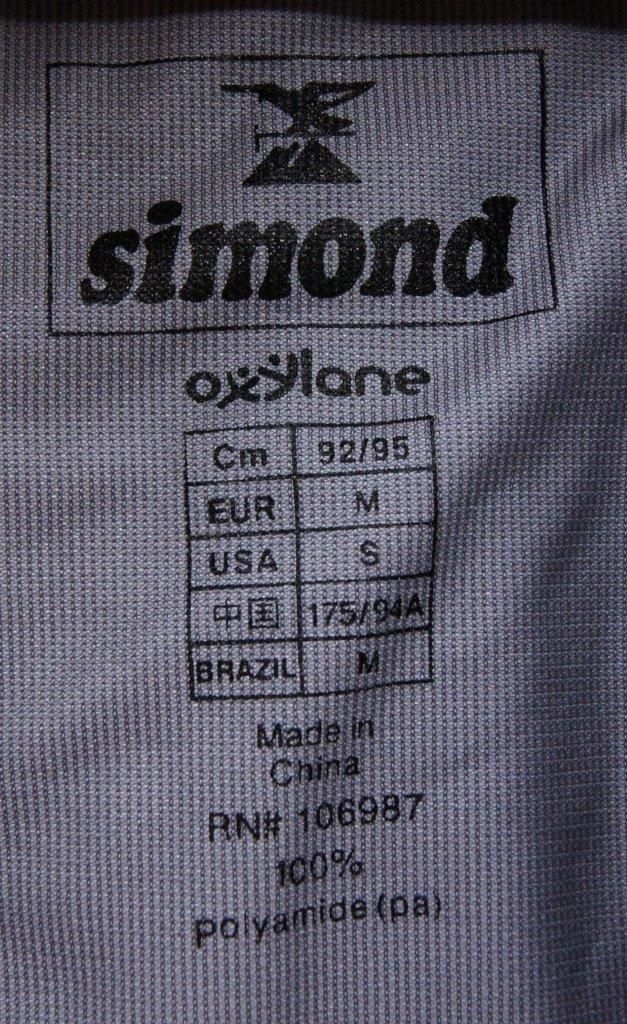 simond
oxylane
Cm 92/95
EUR M
USA S
中国 175/94A
BRAZIL M
Made in
China
RN# 106987
100%
polyamide (pa)